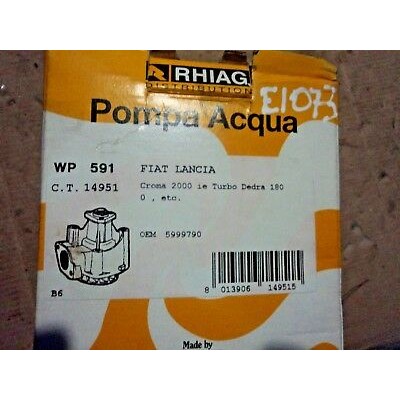 RHIAG
DISTRIBUTION
E1073
Pompa Acqua
WP 591 FIAT LANCIA
C.T. 14951 Croma 2000 ie Turbo Dedra 180
0 , etc.
OEM 5999790
8 013906 149515
B6
Made by